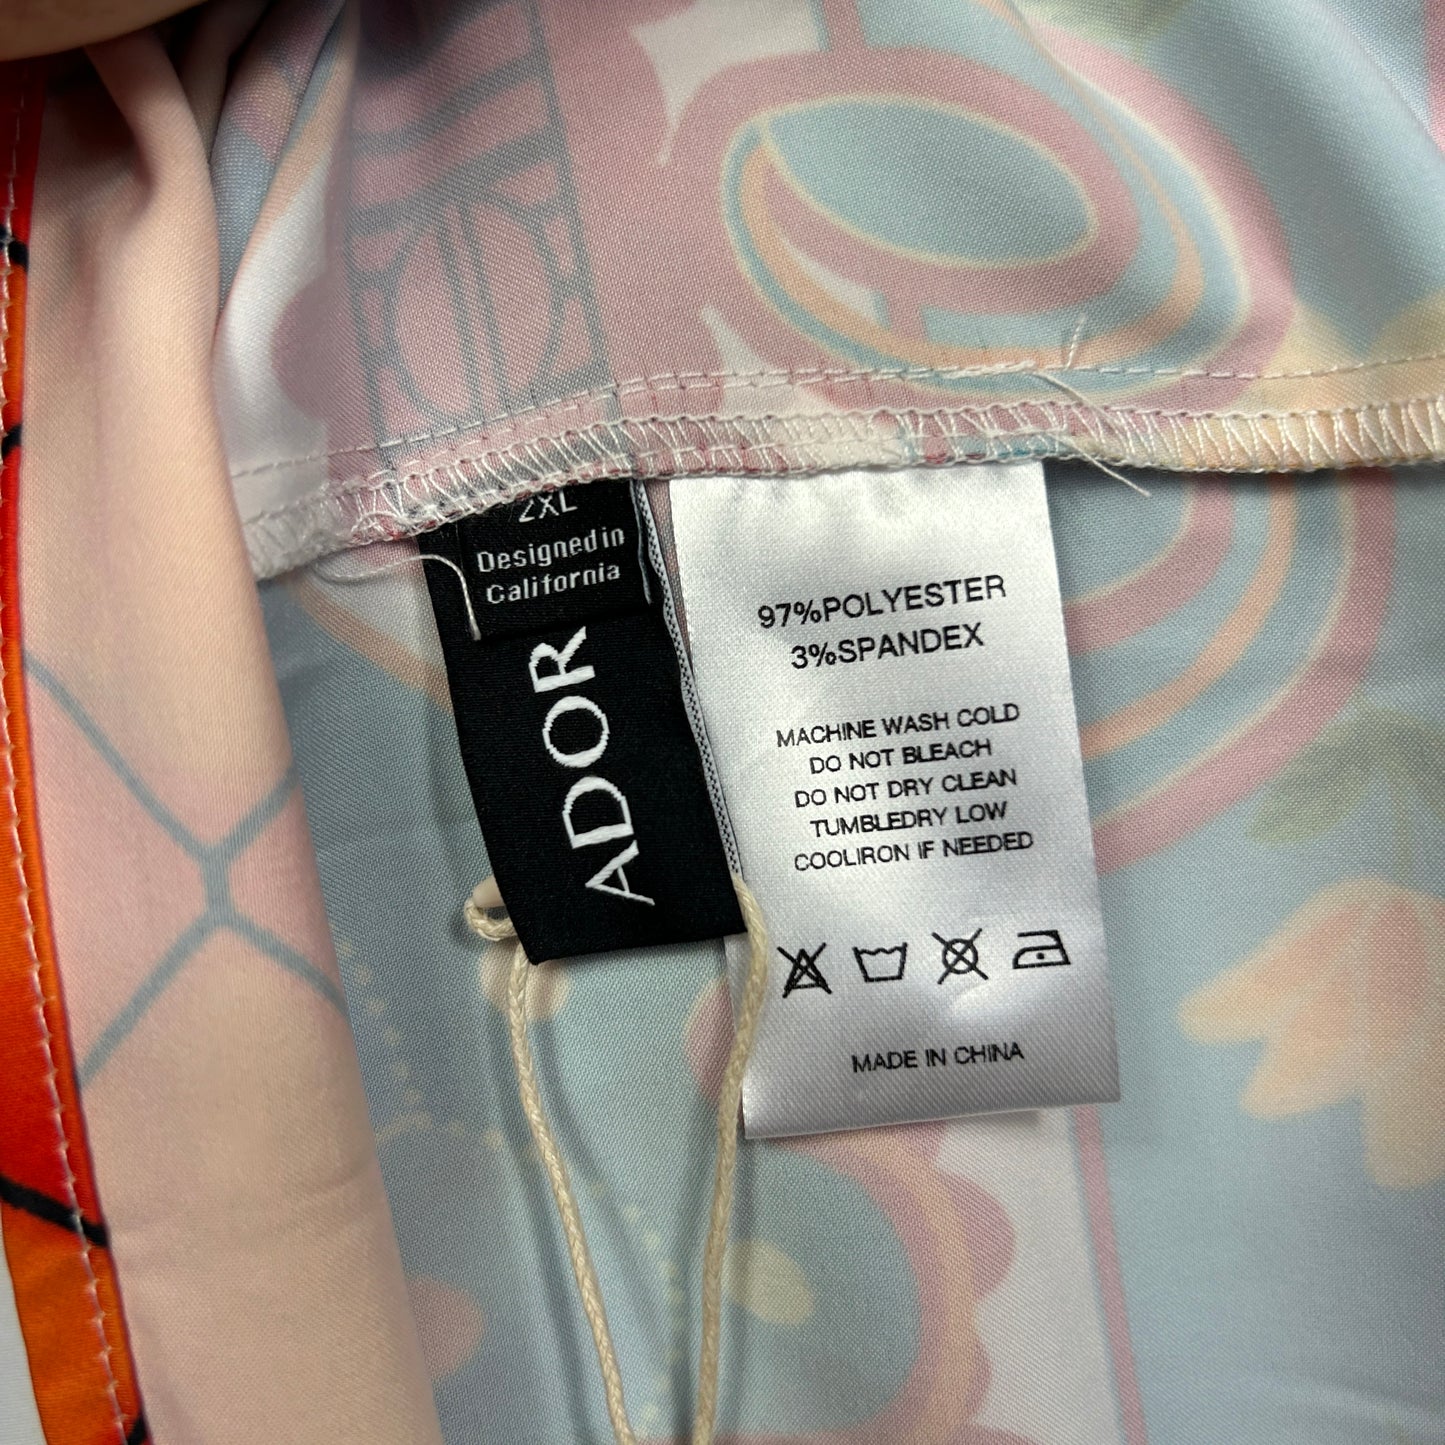 2XL
Designed in
California
ADOR
97%POLYESTER
3%SPANDEX
MACHINE WASH COLD
DO NOT BLEACH
DO NOT DRY CLEAN
TUMBLEDRY LOW
COOLIRON IF NEEDED
MADE IN CHINA